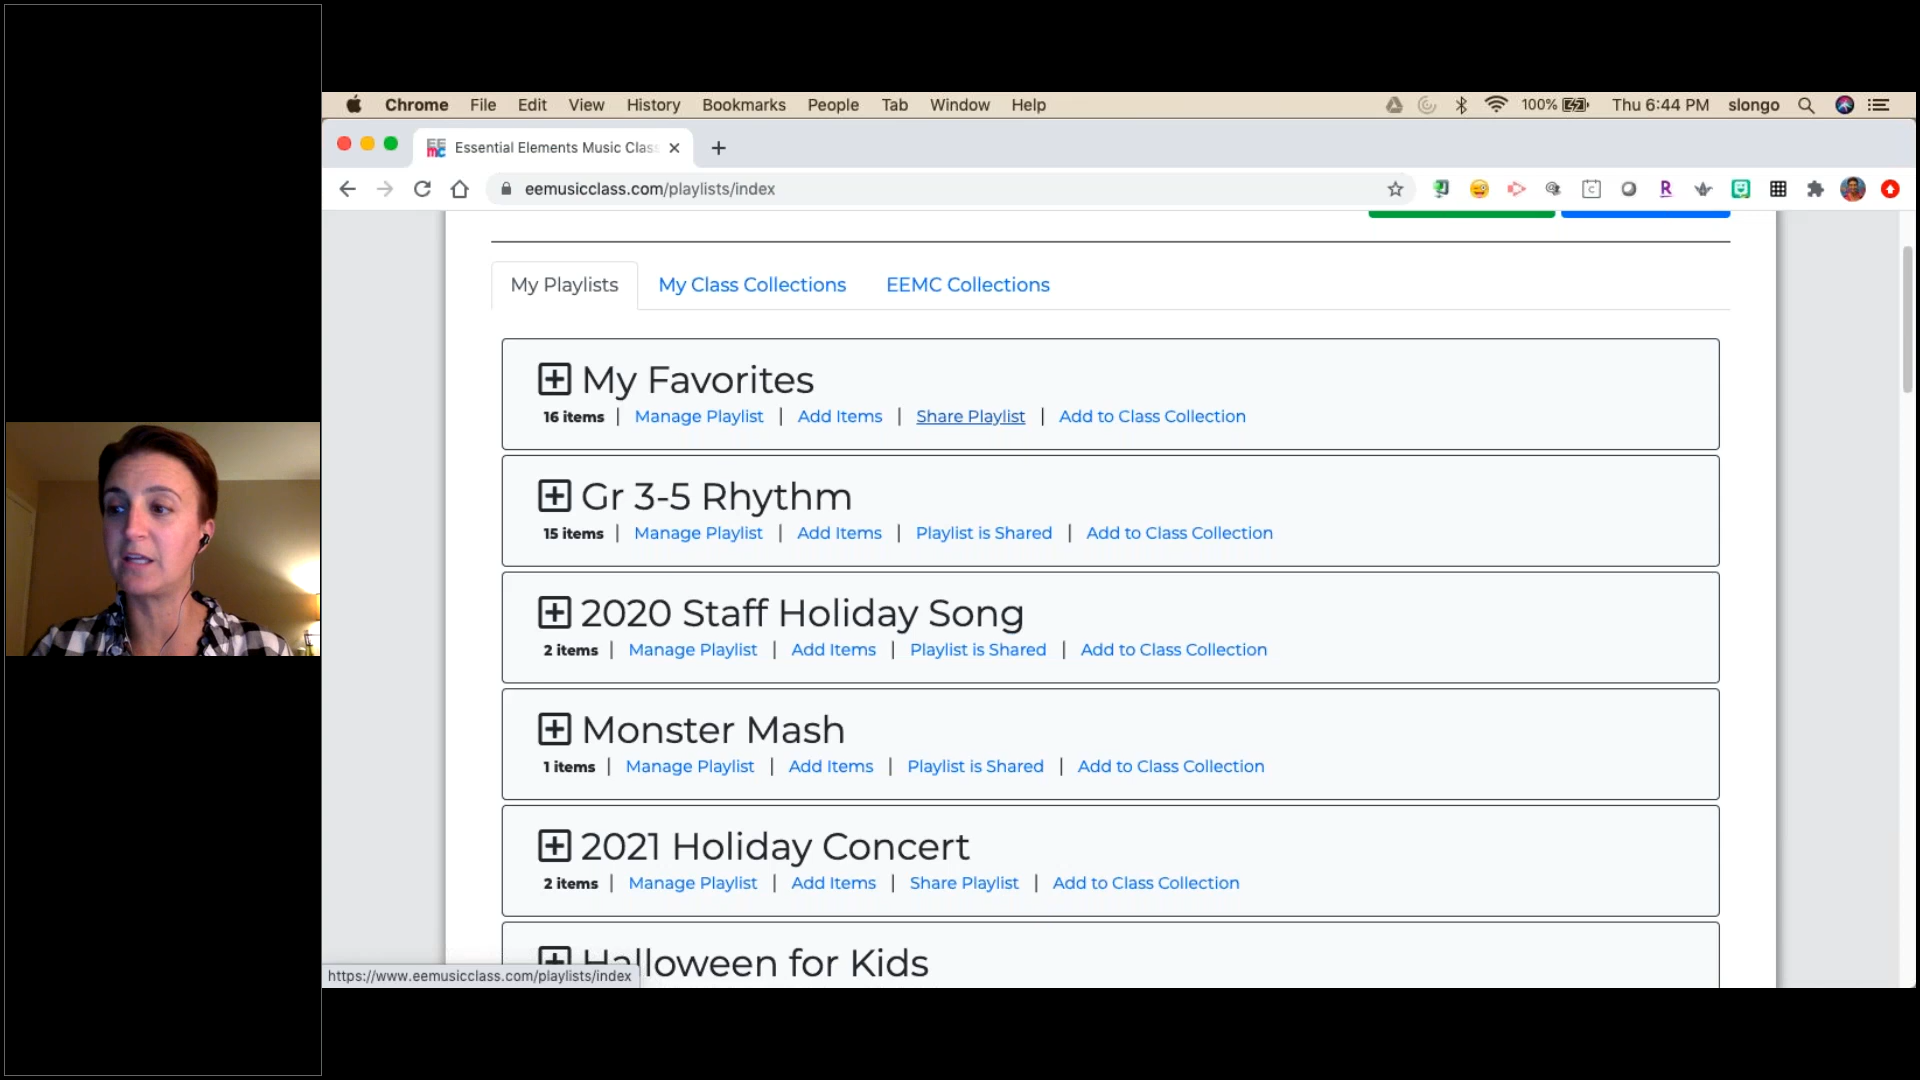 Chrome File Edit View History Bookmarks People Tab Window Help 100% Thu 6:44 PM slongo
Essential Elements Music Clas
eemusicclass.com/playlists/index
My Playlists My Class Collections EEMC Collections
My Favorites
16 items | Manage Playlist | Add Items | Share Playlist | Add to Class Collection
Gr 3-5 Rhythm
15 items | Manage Playlist | Add Items | Playlist is Shared | Add to Class Collection
2020 Staff Holiday Song
2 items | Manage Playlist | Add Items | Playlist is Shared | Add to Class Collection
Monster Mash
1 items | Manage Playlist | Add Items | Playlist is Shared | Add to Class Collection
2021 Holiday Concert
2 items | Manage Playlist | Add Items | Share Playlist | Add to Class Collection
Halloween for Kids
https://www.eemusicclass.com/playlists/index